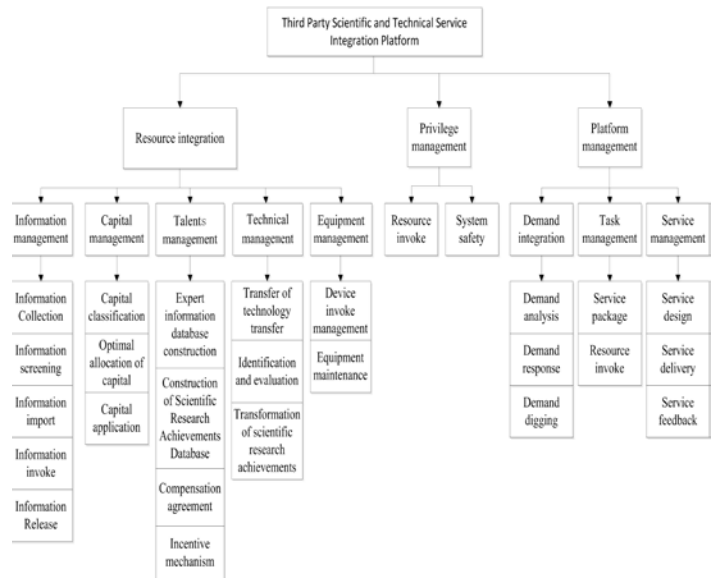 Third Party Scientific and Technical Service
Integration Platform
Resource integration
Privilege
management
Platform
management
Information
management
Capital
management
Talents
management
Technical
management
Equipment
management
Resource
invoke
System
safety
Demand
integration
Task
management
Service
management
Information
Collection
Information
screening
Information
import
Information
invoke
Information
Release
Capital
classification
Optimal
allocation of
capital
Capital
application
Expert
information
database
construction
Construction
of Scientific
Research
Achievements
Database
Compensation
agreement
Incentive
mechanism
Transfer of
technology
transfer
Identification
and evaluation
Transformation
of scientific
research
achievements
Device
invoke
management
Equipment
maintenance
Demand
analysis
Demand
response
Demand
digging
Service
package
Resource
invoke
Service
design
Service
delivery
Service
feedback